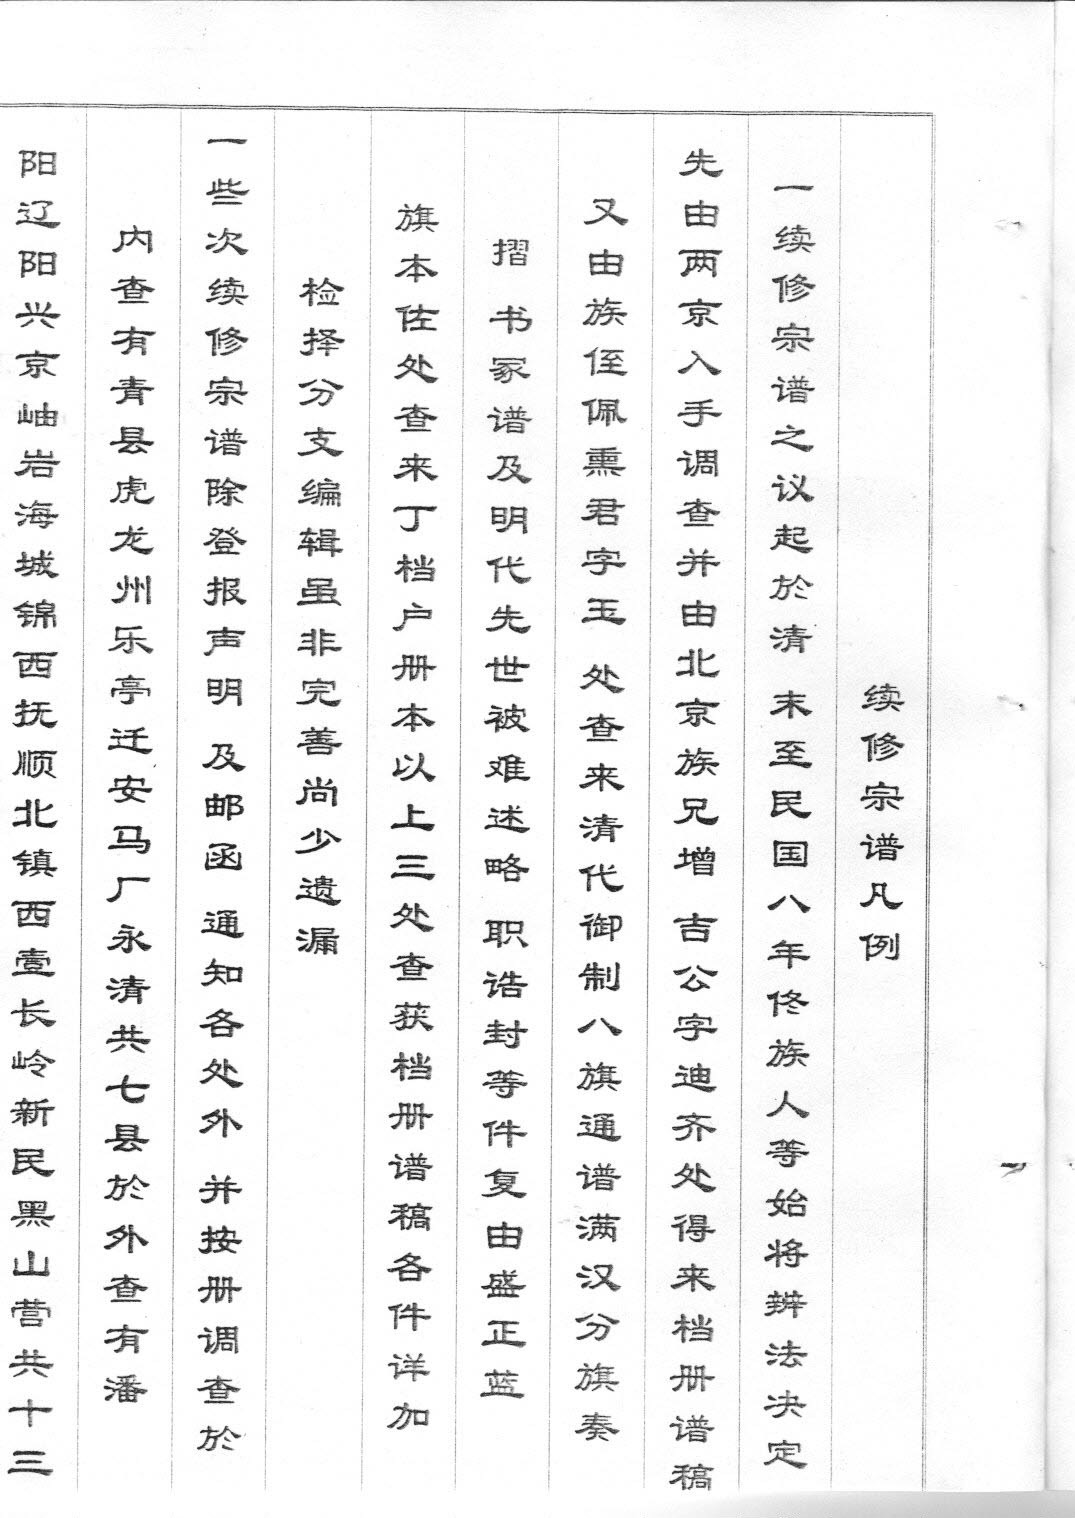 续修宗谱凡例
一续修宗谱之议起於清 末至民国八年佟族人等始将辨法决定
先由两京入手调查并由北京族兄增 吉公字迪齐处得来档册谱稿
又由族侄佩熏君字玉 处查来清代御制八旗通谱满汉分旗奏
摺 书冢谱及明代先世被难述略 职诰封等件复由盛正蓝
旗本佐处查来丁档户册本以上三处查获档册谱稿各件详加
检择分支编辑虽非完善尚少遗漏
一些次续修宗谱除登报声明 及邮函 通知各处外 并按册调查於
内查有青县虎龙州乐亭迁安马厂永清共七县於外查有潘
阳辽阳兴京岫岩海城锦西抚顺北镇西壹长岭新民黑山营共十三